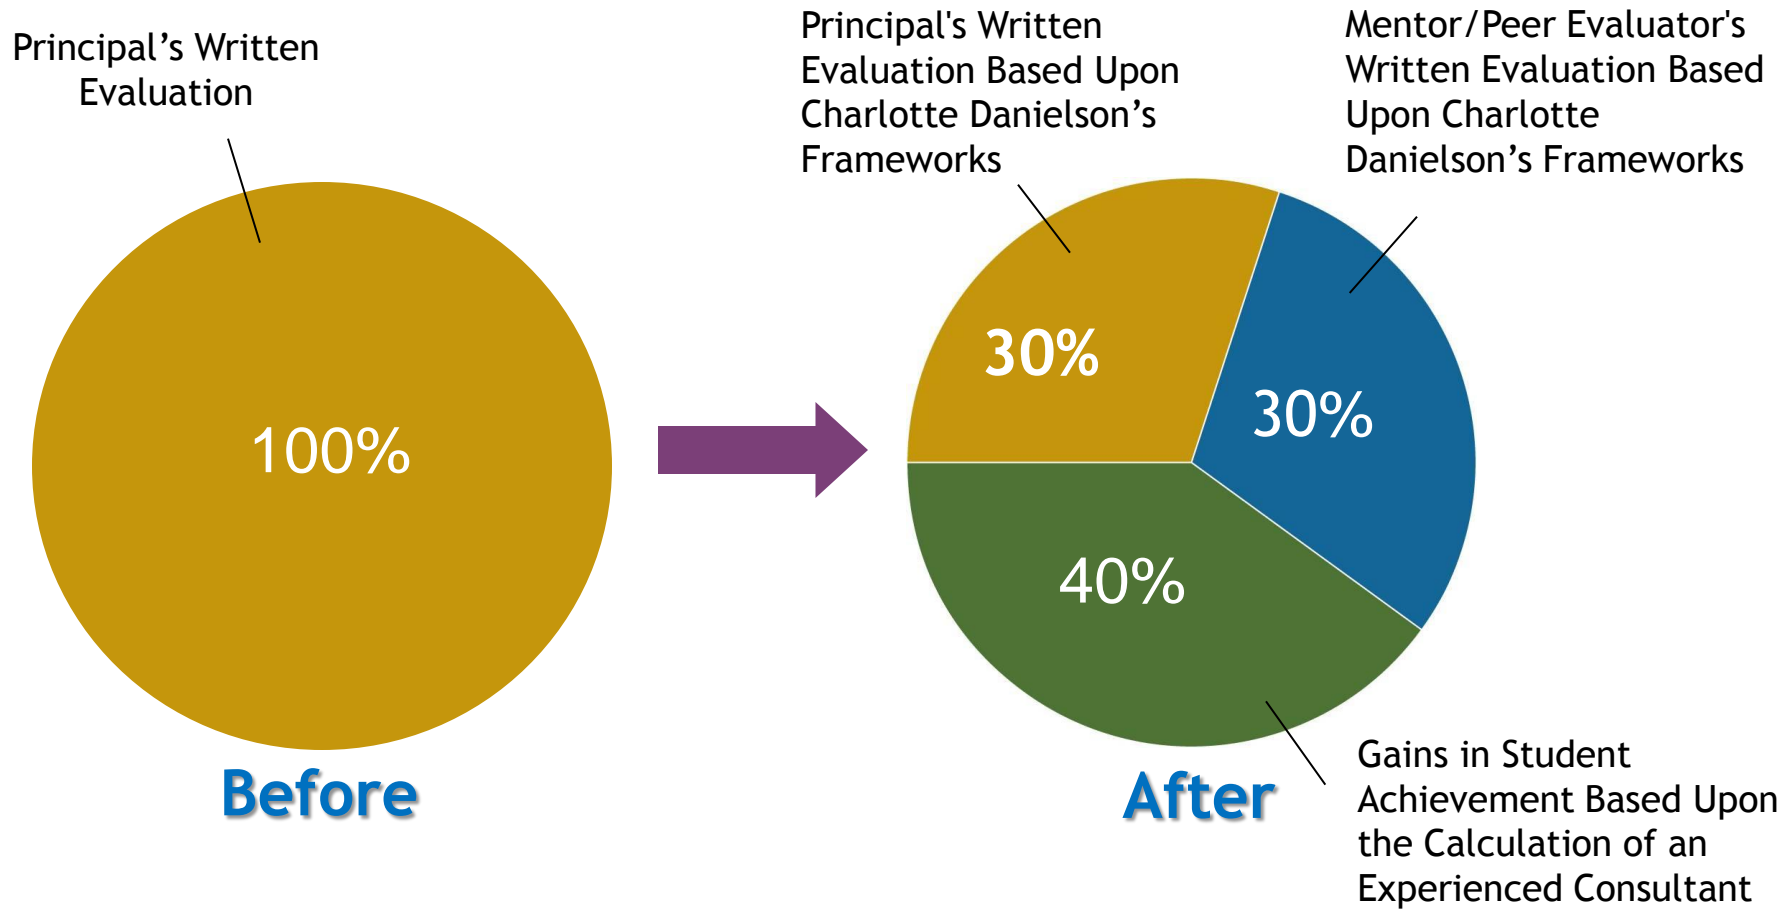 Principal’s Written
Evaluation
100%
Before
Principal's Written
Evaluation Based Upon
Charlotte Danielson’s
Frameworks
Mentor/Peer Evaluator's
Written Evaluation Based
Upon Charlotte
Danielson’s Frameworks
30%
30%
40%
After
Gains in Student
Achievement Based Upon
the Calculation of an
Experienced Consultant